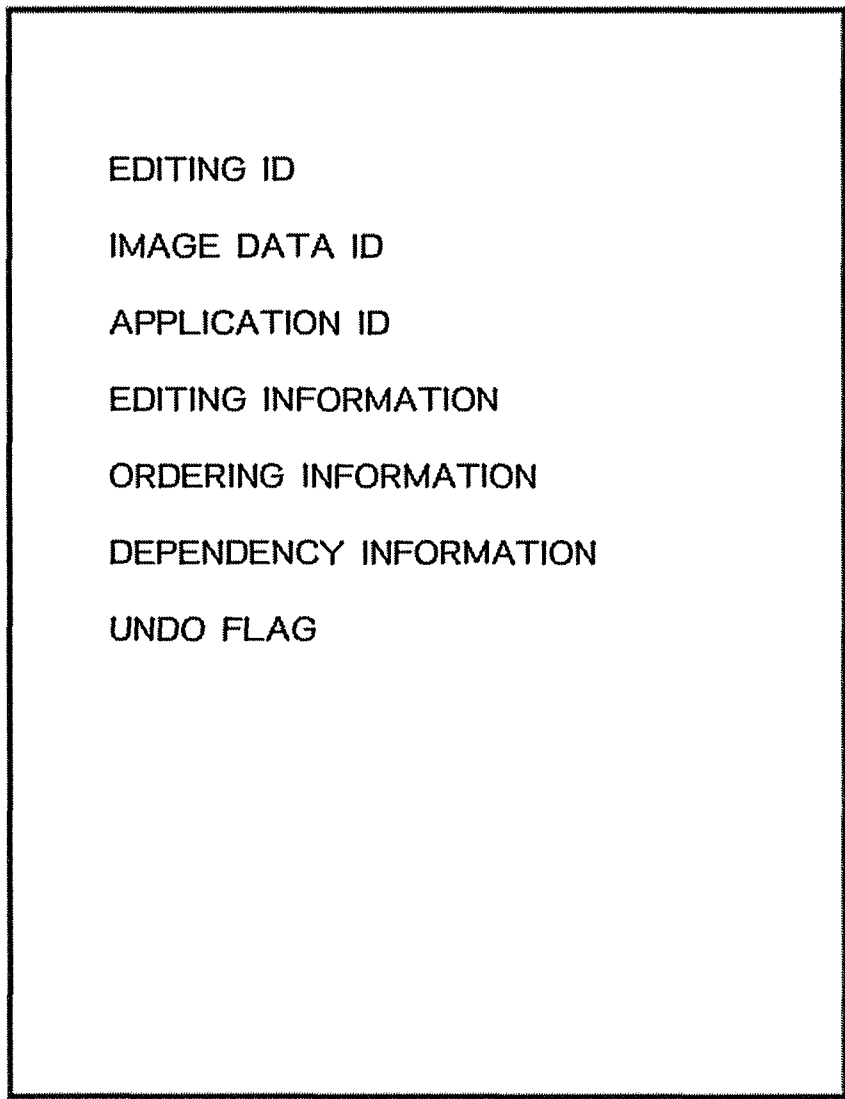 EDITING ID
IMAGE DATA ID
APPLICATION ID
EDITING INFORMATION
ORDERING INFORMATION
DEPENDENCY INFORMATION
UNDO FLAG